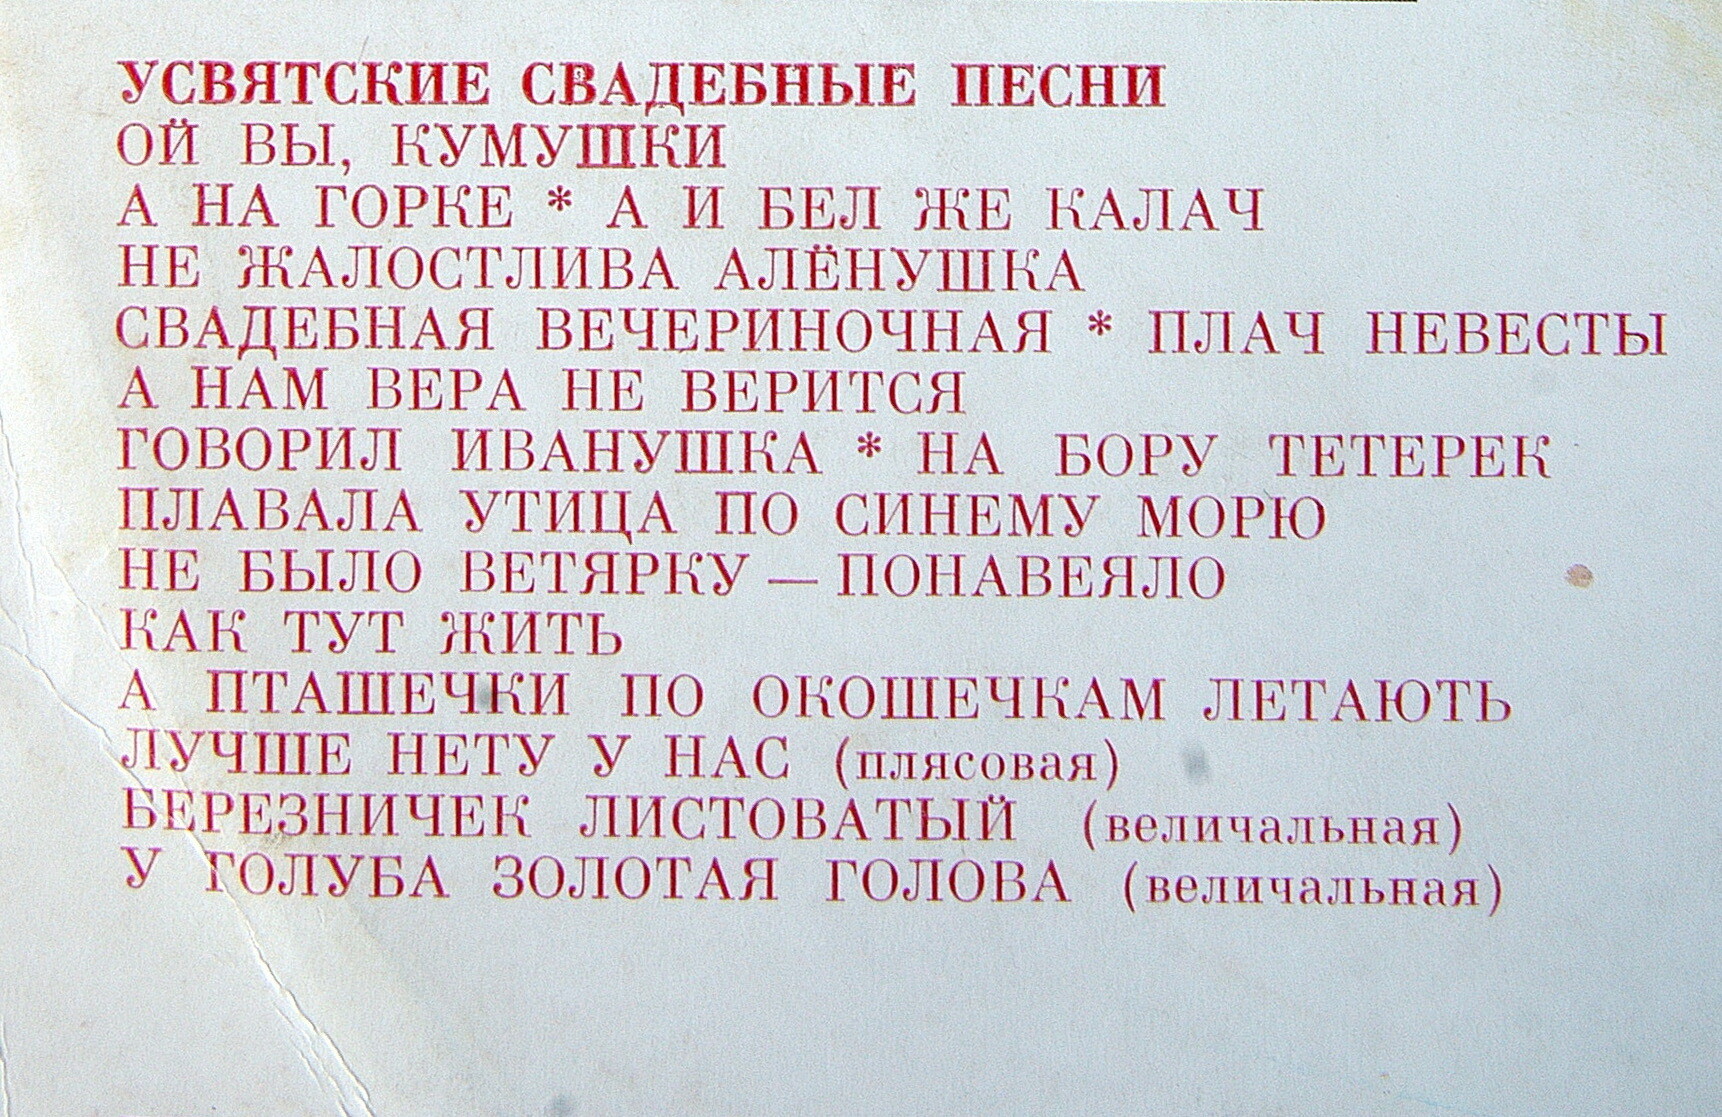 УСВЯТСКИЕ СВАДЕБНЫЕ ПЕСНИ
ОЙ ВЫ, КУМУШКИ
А НА ГОРКЕ * А И БЕЛ ЖЕ КАЛАЧ
НЕ ЖАЛОСТЛИВА АЛЁНУШКА
СВАДЕБНАЯ ВЕЧЕРИНОЧНАЯ * ПЛАЧ НЕВЕСТЫ
А НАМ ВЕРА НЕ ВЕРИТСЯ
ГОВОРИЛ ИВАНУШКА * НА БОРУ ТЕТЕРЕК
ПЛАВАЛА УТИЦА ПО СИНЕМУ МОРЮ
НЕ БЫЛО ВЕТЯРКУ — ПОНАВЕЯЛО
КАК ТУТ ЖИТЬ
А ПТАШЕЧКИ ПО ОКОШЕЧКАМ ЛЕТАЮТЬ
ЛУЧШЕ НЕТУ У НАС (плясовая)
БЕРЕЗНИЧЕК ЛИСТОВАТЫЙ (величальная)
У ГОЛУБА ЗОЛОТАЯ ГОЛОВА (величальная)